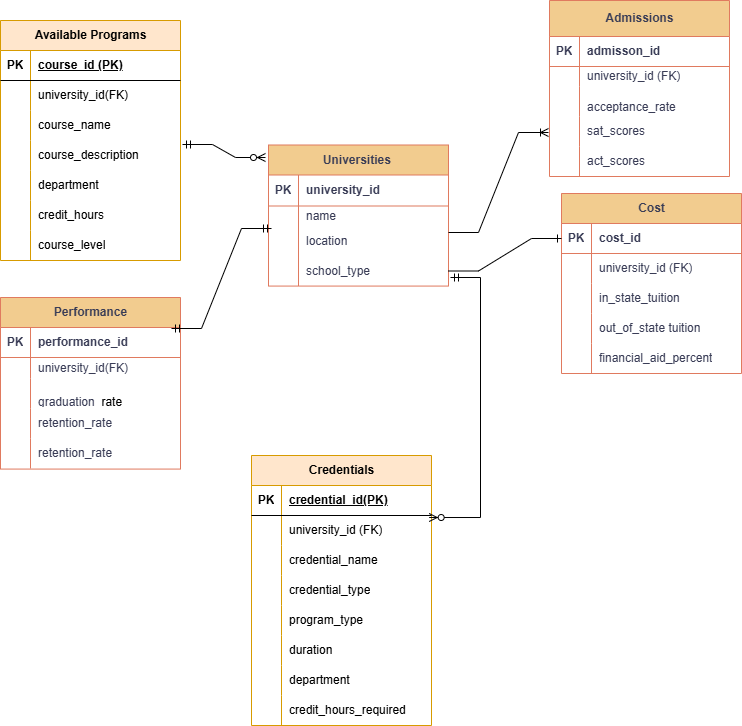 Available Programs
PK course_id (PK)
university_id(FK)
course_name
course_description
department
credit_hours
course_level
Performance
PK performance_id
university_id(FK)
graduation_rate
retention_rate
retention_rate
Universities
PK university_id
name
location
school_type
Admissions
PK admisson_id
university_id (FK)
acceptance_rate
sat_scores
act_scores
Cost
PK cost_id
university_id (FK)
in_state_tuition
out_of_state tuition
financial_aid_percent
Credentials
PK credential_id(PK)
university_id (FK)
credential_name
credential_type
program_type
duration
department
credit_hours_required